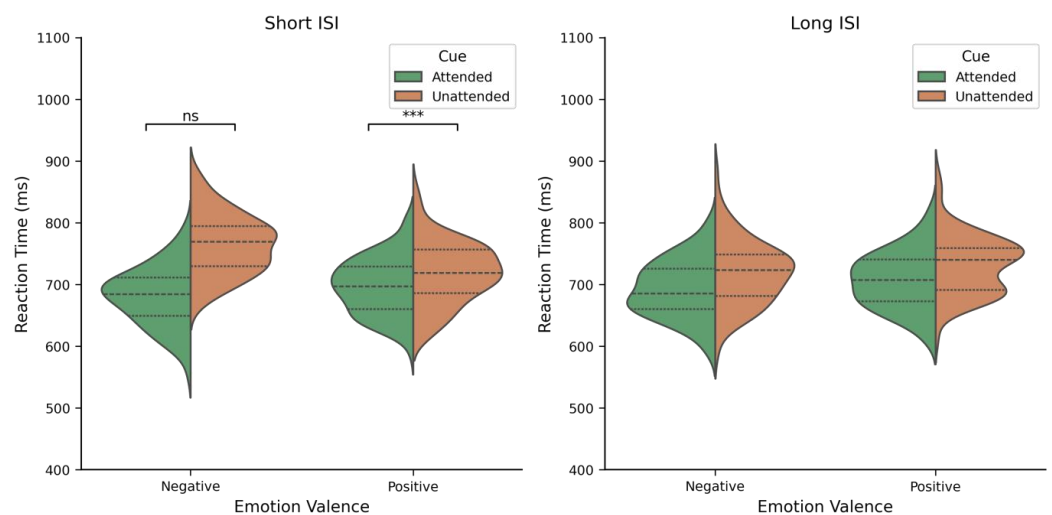 Short ISI
Reaction Time (ms)
1100
1000
900
800
700
600
500
400
Cue
Attended
Unattended
ns
***
Negative
Positive
Emotion Valence
Long ISI
Reaction Time (ms)
1100
1000
900
800
700
600
500
400
Cue
Attended
Unattended
Negative
Positive
Emotion Valence